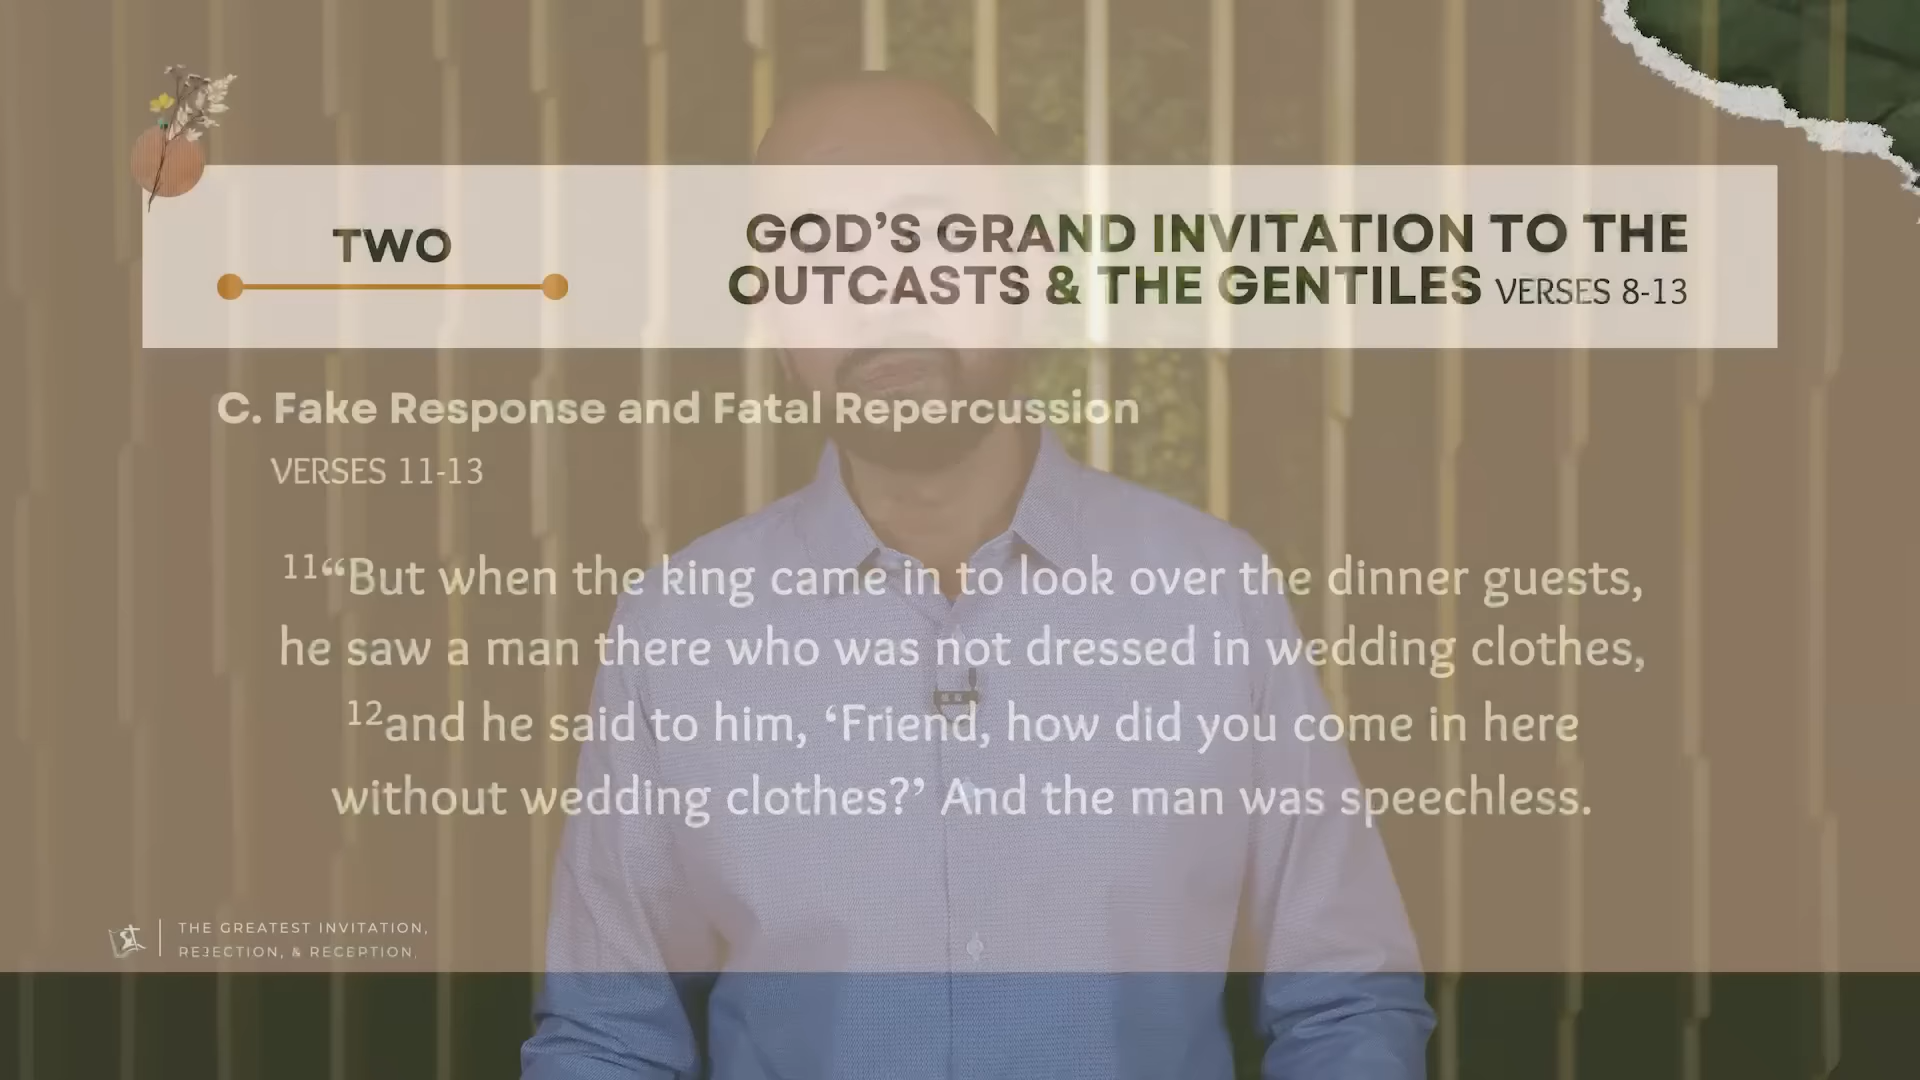 TWO
GOD’S GRAND INVITATION TO THE
OUTCASTS & THE GENTILES VERSES 8-13
C. Fake Response and Fatal Repercussion
VERSES 11-13
11“But when the king came in to look over the dinner guests,
he saw a man there who was not dressed in wedding clothes,
12and he said to him, ‘Friend, how did you come in here
without wedding clothes?’ And the man was speechless.
THE GREATEST INVITATION,
REJECTION, & RECEPTION.